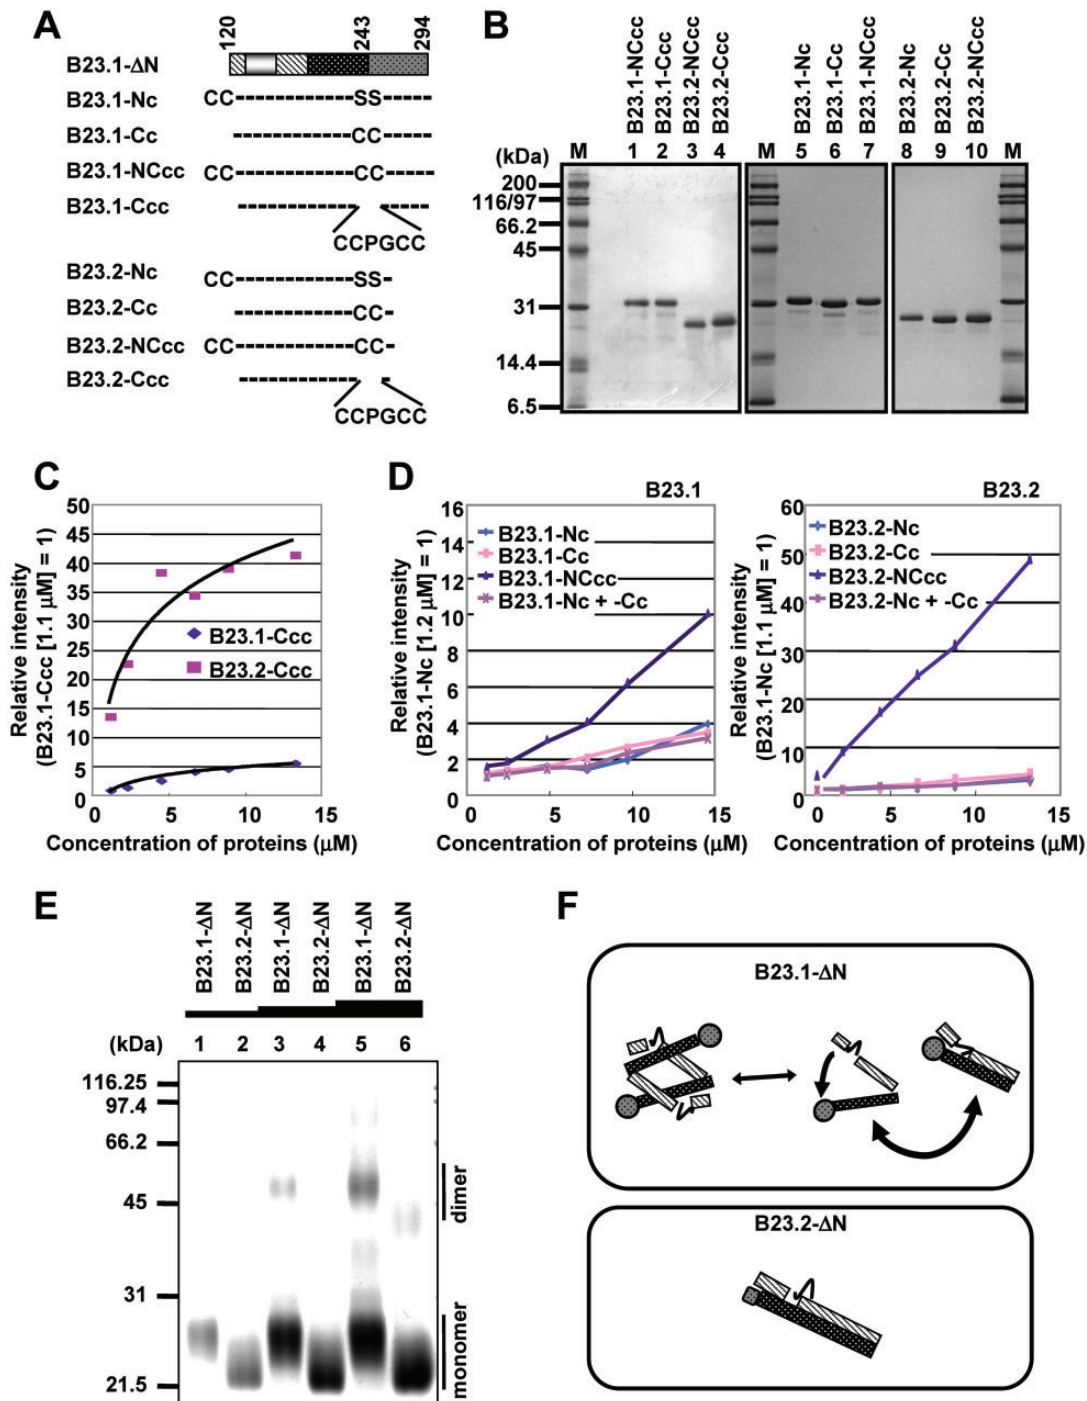 A
120 243 294
B23.1-ΔN
B23.1-Nc
CC SS
B23.1-Cc
CC
B23.1-NCcc
CC CC
B23.1-Ccc
CCPGCC
B23.2-Nc
CC SS
B23.2-Cc
CC
B23.2-NCcc
CC CC
B23.2-Ccc
CCPGCC
B
B23.1-NCcc
B23.1-Ccc
B23.2-NCcc
B23.2-Ccc
B23.1-Nc
B23.1-Cc
B23.1-NCcc
B23.2-Nc
B23.2-Cc
B23.2-NCcc
(kDa) M 1 2 3 4 M 5 6 7 8 9 10 M
200
116/97
66.2
45
31
14.4
6.5
C
Relative intensity
(B23.1-Ccc [1.1 μM] = 1)
50
45
40
35
30
25
20
15
10
5
0
B23.1-Ccc
B23.2-Ccc
0 5 10 15
Concentration of proteins (μM)
D
B23.1
Relative intensity
(B23.1-Nc [1.2 μM] = 1)
16
14
12
10
8
6
4
2
0
B23.1-Nc
B23.1-Cc
B23.1-NCcc
B23.1-Nc + -Cc
0 5 10 15
B23.2
Relative intensity
(B23.1-Nc [1.1 μM] = 1)
60
50
40
30
20
10
0
B23.2-Nc
B23.2-Cc
B23.2-NCcc
B23.2-Nc + -Cc
0 5 10 15
Concentration of proteins (μM)
E
B23.1-ΔN
B23.2-ΔN
B23.1-ΔN
B23.2-ΔN
B23.1-ΔN
B23.2-ΔN
(kDa) 1 2 3 4 5 6
116.25
97.4
66.2
45
31
21.5
dimer
monomer
F
B23.1-ΔN
B23.2-ΔN